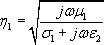 η₁ = √(jωμ₁ / (σ₁ + jωε₂))